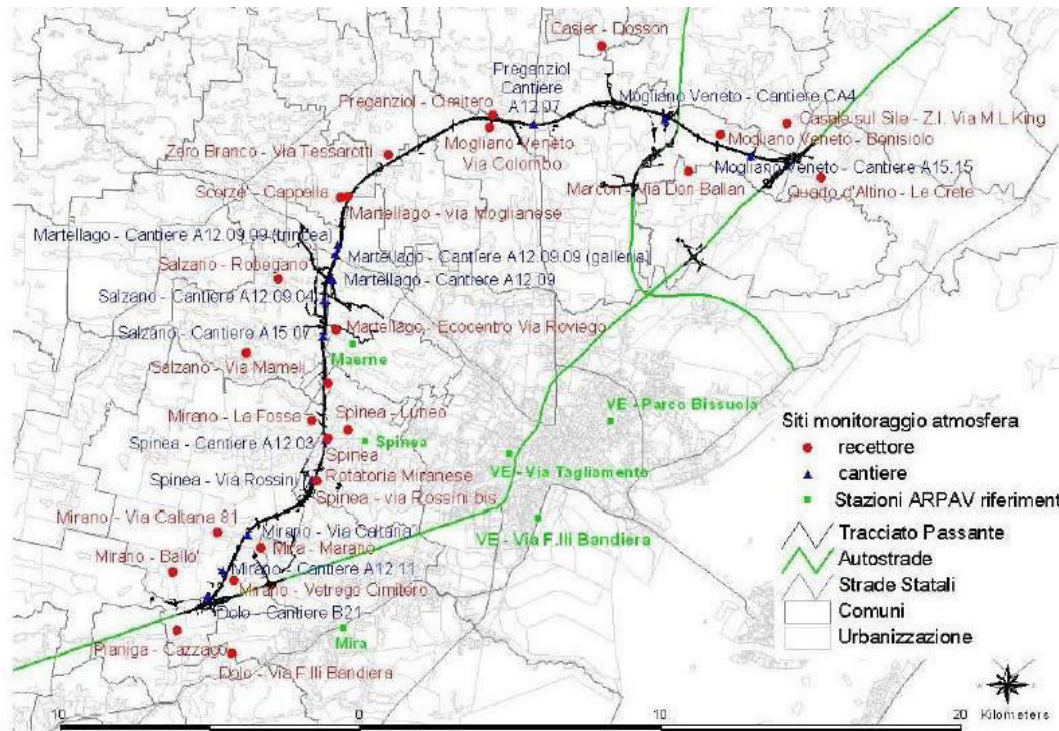 Casier - Dosson
Preganziol
Cantiere
A12.07
Mogliano Veneto - Cantiere CA4
Preganziol - Cimitero
Casale sul Sile - Z.I. Via M.L.King
Mogliano Veneto - Bonisiolo
Mogliano Veneto
Via Colombo
Zero Branco - Via Tessarotti
Mogliano Veneto - Cantiere A15.15
Marcon - Via Don Ballan
Quarto d'Altino - Le Crete
Scorze' - Cappella
Martellago - via Moglianese
Martellago - Cantiere A12.09.09 (trincea)
Martellago - Cantiere A12.09.09 (galleria)
Salzano - Robegano
Martellago - Cantiere A12.09
Salzano - Cantiere A12.09.04
Salzano - Cantiere A15.07
Martellago - Ecocentro Via Roviego
Maerne
Salzano - Via Mameli
Mirano - La Fossa
Spinea - Luneo
VE - Parco Bissuola
Spinea - Cantiere A12.03
Spinea
Spinea
VE - Via Tagliamento
Spinea - Via Rossini
Rotatoria Miranese
Spinea - via Rossini bis
Mirano - Via Caltana 81
Mirano - Via Caltana
VE - Via F.lli Bandiera
Mirano - Ballo'
Mira - Marano
Mirano - Cantiere A12.11
Mirano - Vetrego Cimitero
Dolo - Cantiere B21
Mira
Pianiga - Cazzago
Dolo - Via F.lli Bandiera
Siti monitoraggio atmosfera
recettore
cantiere
Stazioni ARPAV riferiment
Tracciato Passante
Autostrade
Strade Statali
Comuni
Urbanizzazione
10 0 10 20
Kilometers